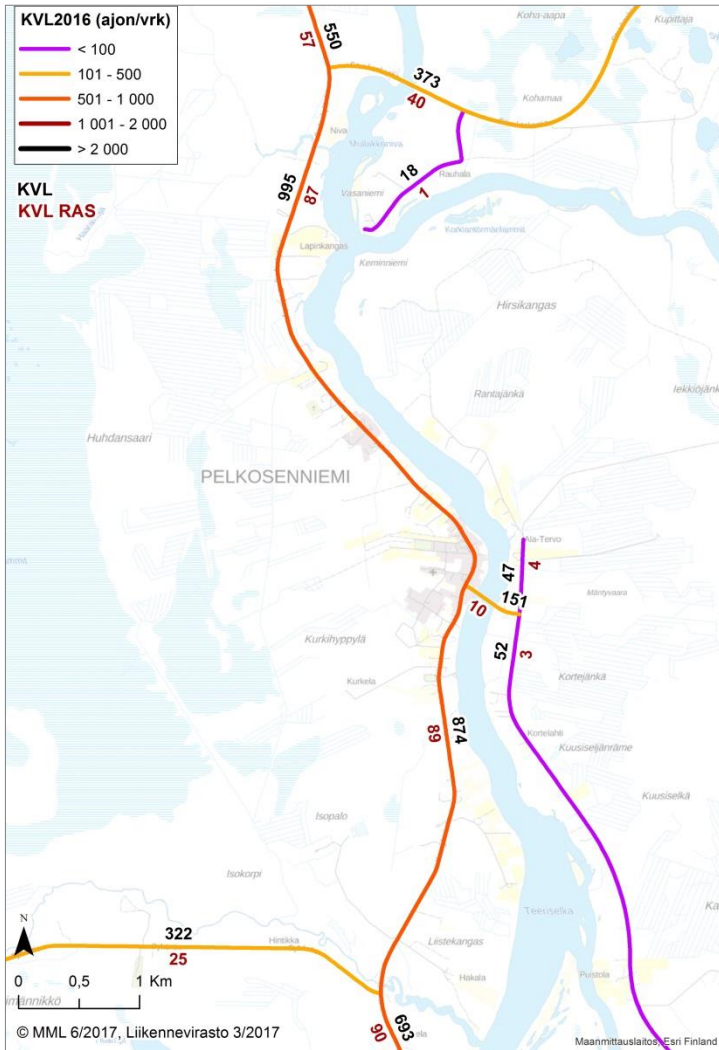 KVL2016 (ajon/vrk)
< 100
101 - 500
501 - 1 000
1 001 - 2 000
> 2 000
KVL
KVL RAS
550
57
Koha-aapa
Kupittaja
373
40
Kohamaa
Niva
18
Rauhala
1
995
87
Vasaniemi
Lapinkangas
Keminniemi
Hirsikangas
Rantajänkä
Huhdansaari
PELKOSENNIEMI
Ala-Tervo
47
4
151
10
Mäntyvaara
52
3
Kurkihyppylä
Kurkela
Kortejänkä
Kortelahti
Kuusiseljänräme
874
89
Kuusiselkä
Isopalo
Isokorpi
Teeriselkä
322
25
Hintikka
Liistekangas
Hakala
Puistola
N
0 0,5 1 Km
693
90
© MML 6/2017, Liikennevirasto 3/2017
Maanmittauslaitos, Esri Finland